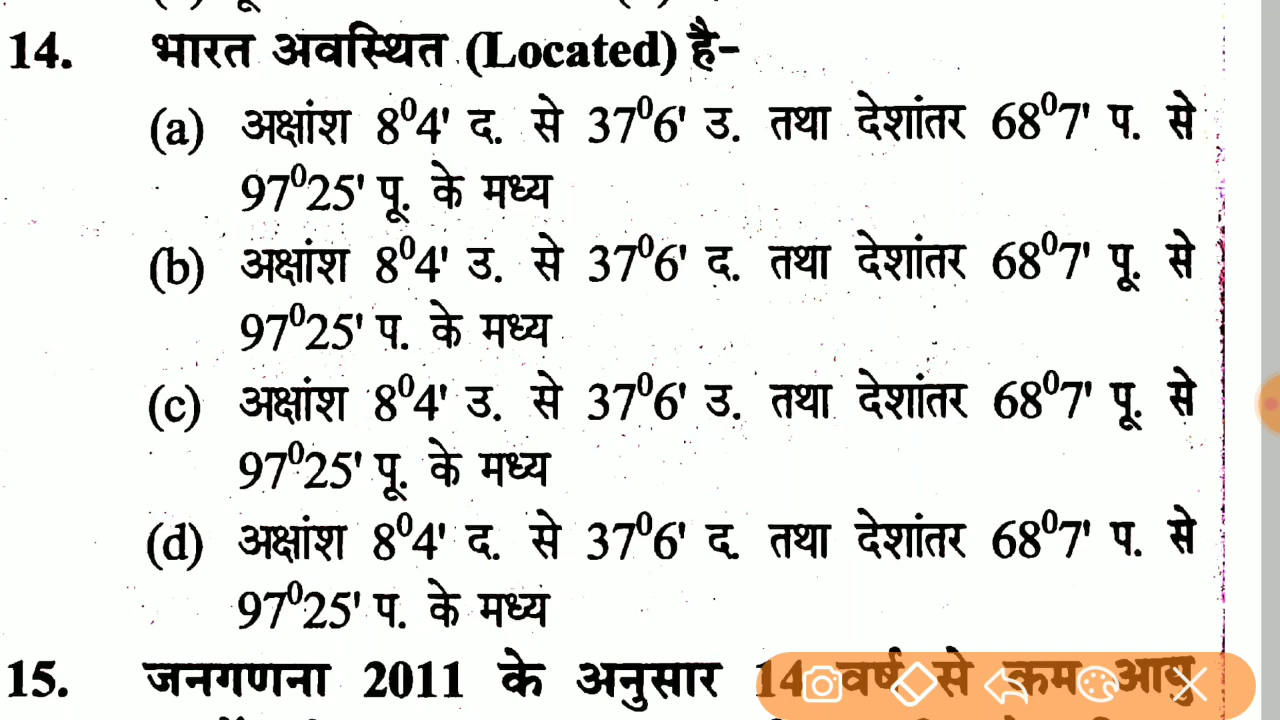 14. भारत अवस्थित (Located) है-
(a) अक्षांश 8⁰4' द. से 37⁰6' उ. तथा देशांतर 68⁰7' प. से
97⁰25' पू. के मध्य
(b) अक्षांश 8⁰4' उ. से 37⁰6' द. तथा देशांतर 68⁰7' पू. से
97⁰25' प. के मध्य
(c) अक्षांश 8⁰4' उ. से 37⁰6' उ. तथा देशांतर 68⁰7' पू. से
97⁰25' पू. के मध्य
(d) अक्षांश 8⁰4' द. से 37⁰6' द. तथा देशांतर 68⁰7' प. से
97⁰25' प. के मध्य
15. जनगणना 2011 के अनुसार 14 वर्ष से कम आयु